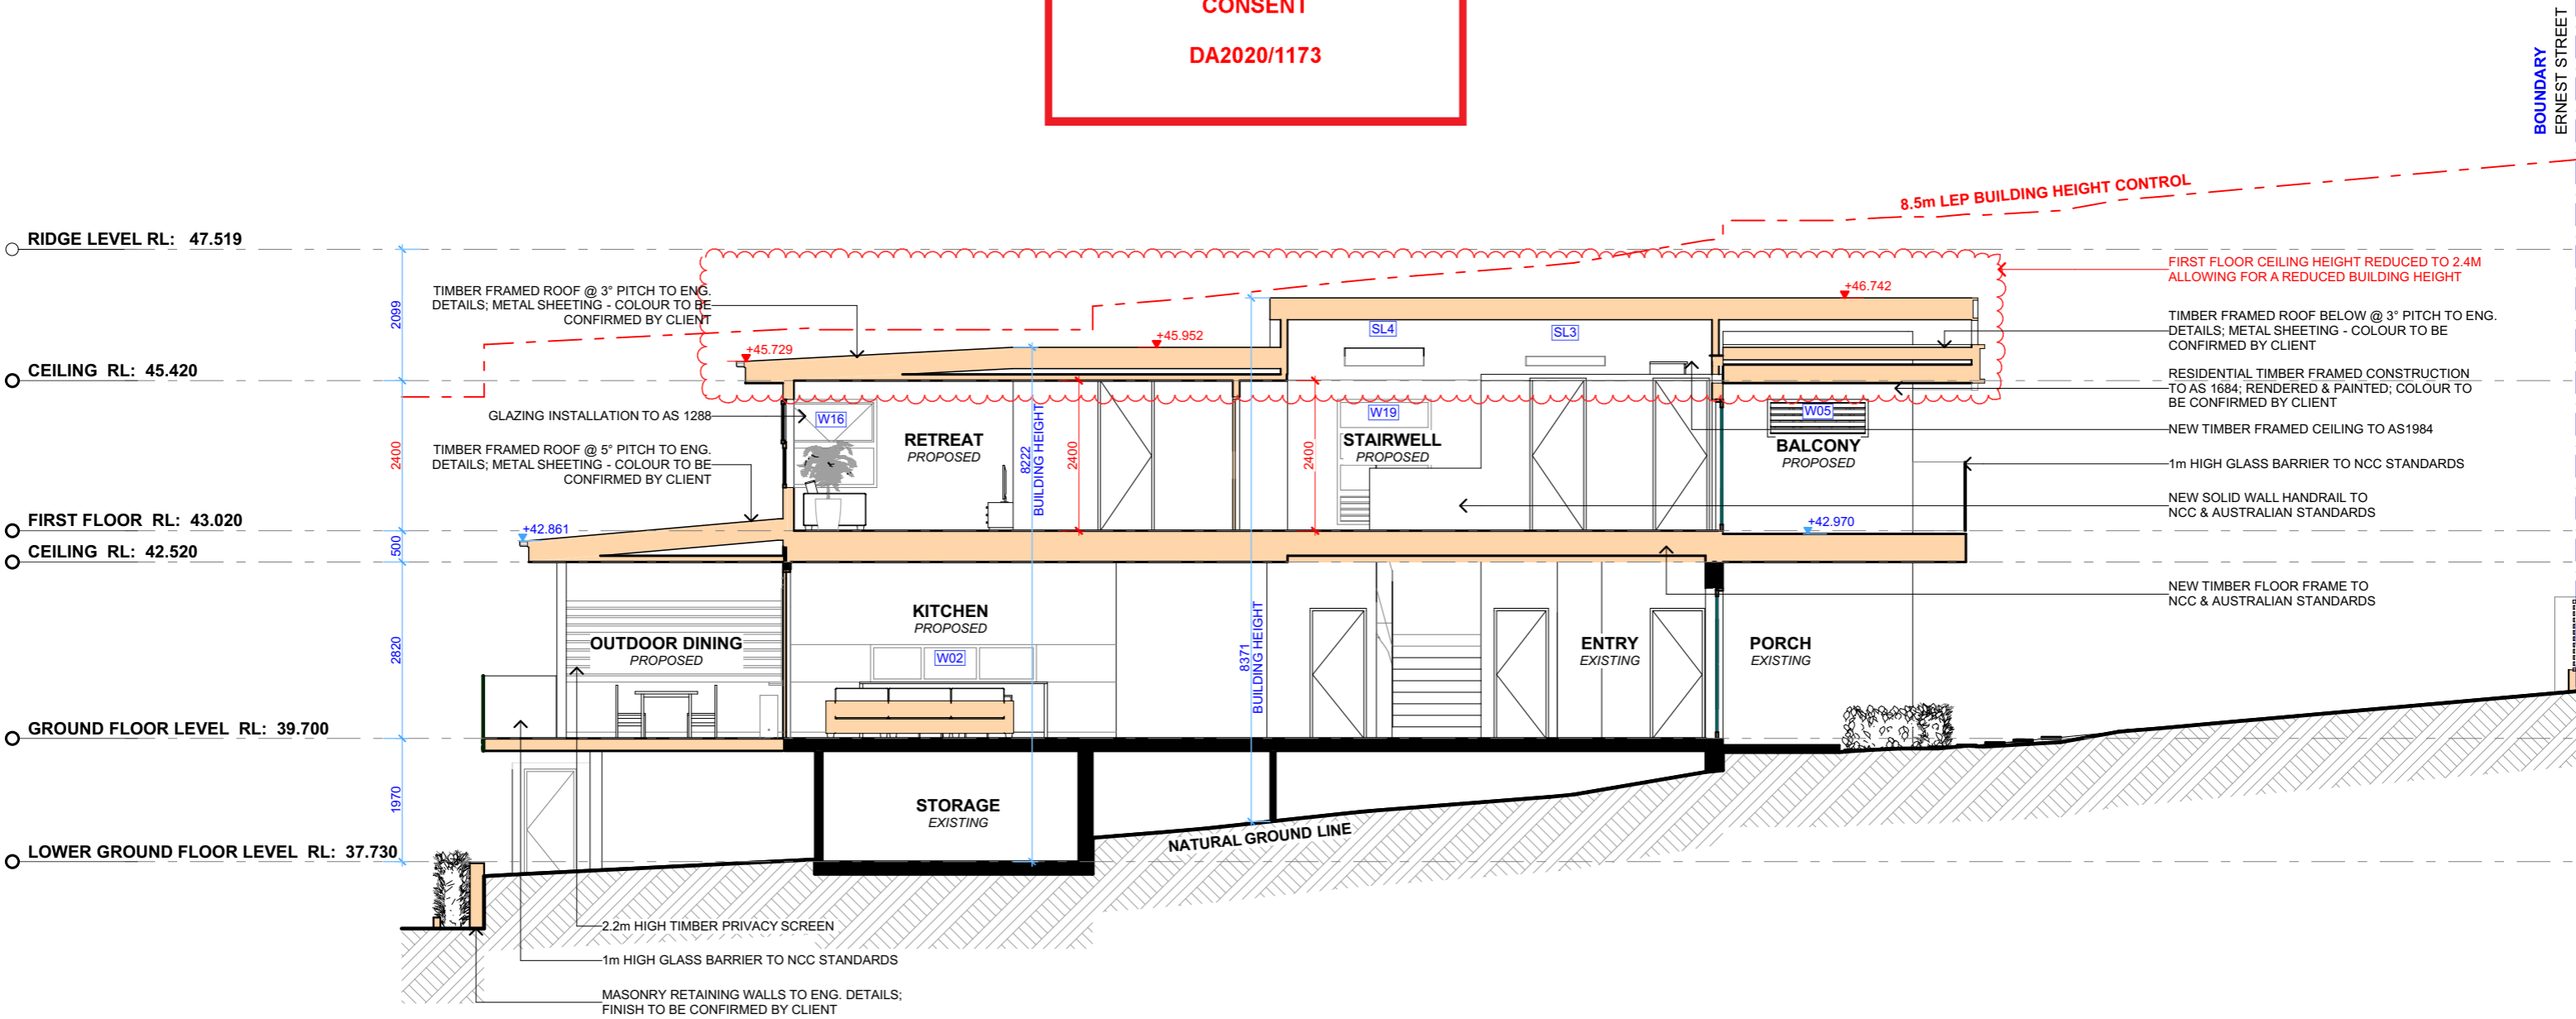 CONSENT
DA2020/1173
BOUNDARY
ERNEST STREET
8.5m LEP BUILDING HEIGHT CONTROL
RIDGE LEVEL RL: 47.519
CEILING RL: 45.420
FIRST FLOOR RL: 43.020
CEILING RL: 42.520
GROUND FLOOR LEVEL RL: 39.700
LOWER GROUND FLOOR LEVEL RL: 37.730
2099
2400
500
2820
1970
TIMBER FRAMED ROOF @ 3° PITCH TO ENG.
DETAILS; METAL SHEETING - COLOUR TO BE
CONFIRMED BY CLIENT
GLAZING INSTALLATION TO AS 1288
TIMBER FRAMED ROOF @ 5° PITCH TO ENG.
DETAILS; METAL SHEETING - COLOUR TO BE
CONFIRMED BY CLIENT
+45.729
+45.952
+46.742
+42.861
+42.970
SL4
SL3
W16
W19
W05
RETREAT
PROPOSED
8222
BUILDING HEIGHT
2400
2400
STAIRWELL
PROPOSED
BALCONY
PROPOSED
KITCHEN
PROPOSED
W02
OUTDOOR DINING
PROPOSED
8371
BUILDING HEIGHT
ENTRY
EXISTING
PORCH
EXISTING
STORAGE
EXISTING
NATURAL GROUND LINE
FIRST FLOOR CEILING HEIGHT REDUCED TO 2.4M
ALLOWING FOR A REDUCED BUILDING HEIGHT
TIMBER FRAMED ROOF BELOW @ 3° PITCH TO ENG.
DETAILS; METAL SHEETING - COLOUR TO BE
CONFIRMED BY CLIENT
RESIDENTIAL TIMBER FRAMED CONSTRUCTION
TO AS 1684; RENDERED & PAINTED; COLOUR TO
BE CONFIRMED BY CLIENT
NEW TIMBER FRAMED CEILING TO AS1984
1m HIGH GLASS BARRIER TO NCC STANDARDS
NEW SOLID WALL HANDRAIL TO
NCC & AUSTRALIAN STANDARDS
NEW TIMBER FLOOR FRAME TO
NCC & AUSTRALIAN STANDARDS
2.2m HIGH TIMBER PRIVACY SCREEN
1m HIGH GLASS BARRIER TO NCC STANDARDS
MASONRY RETAINING WALLS TO ENG. DETAILS;
FINISH TO BE CONFIRMED BY CLIENT